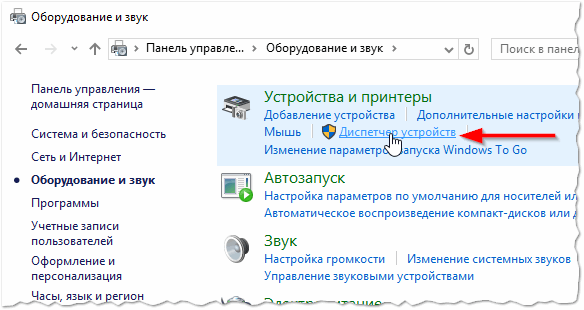 Оборудование и звук
Панель управле... > Оборудование и звук >
Поиск в пане
Панель управления —
домашняя страница
Система и безопасность
Сеть и Интернет
Оборудование и звук
Программы
Учетные записи
пользователей
Оформление и
персонализация
Часы, язык и регион
Устройства и принтеры
Добавление устройства | Дополнительные настройки
Мышь | Диспетчер устройств
Изменение параметров запуска Windows To Go
Автозапуск
Настройка параметров по умолчанию для носителей
Автоматическое воспроизведение компакт-дисков или
Звук
Настройка громкости | Изменение системных звуков
Управление звуковыми устройствами
Электропитание